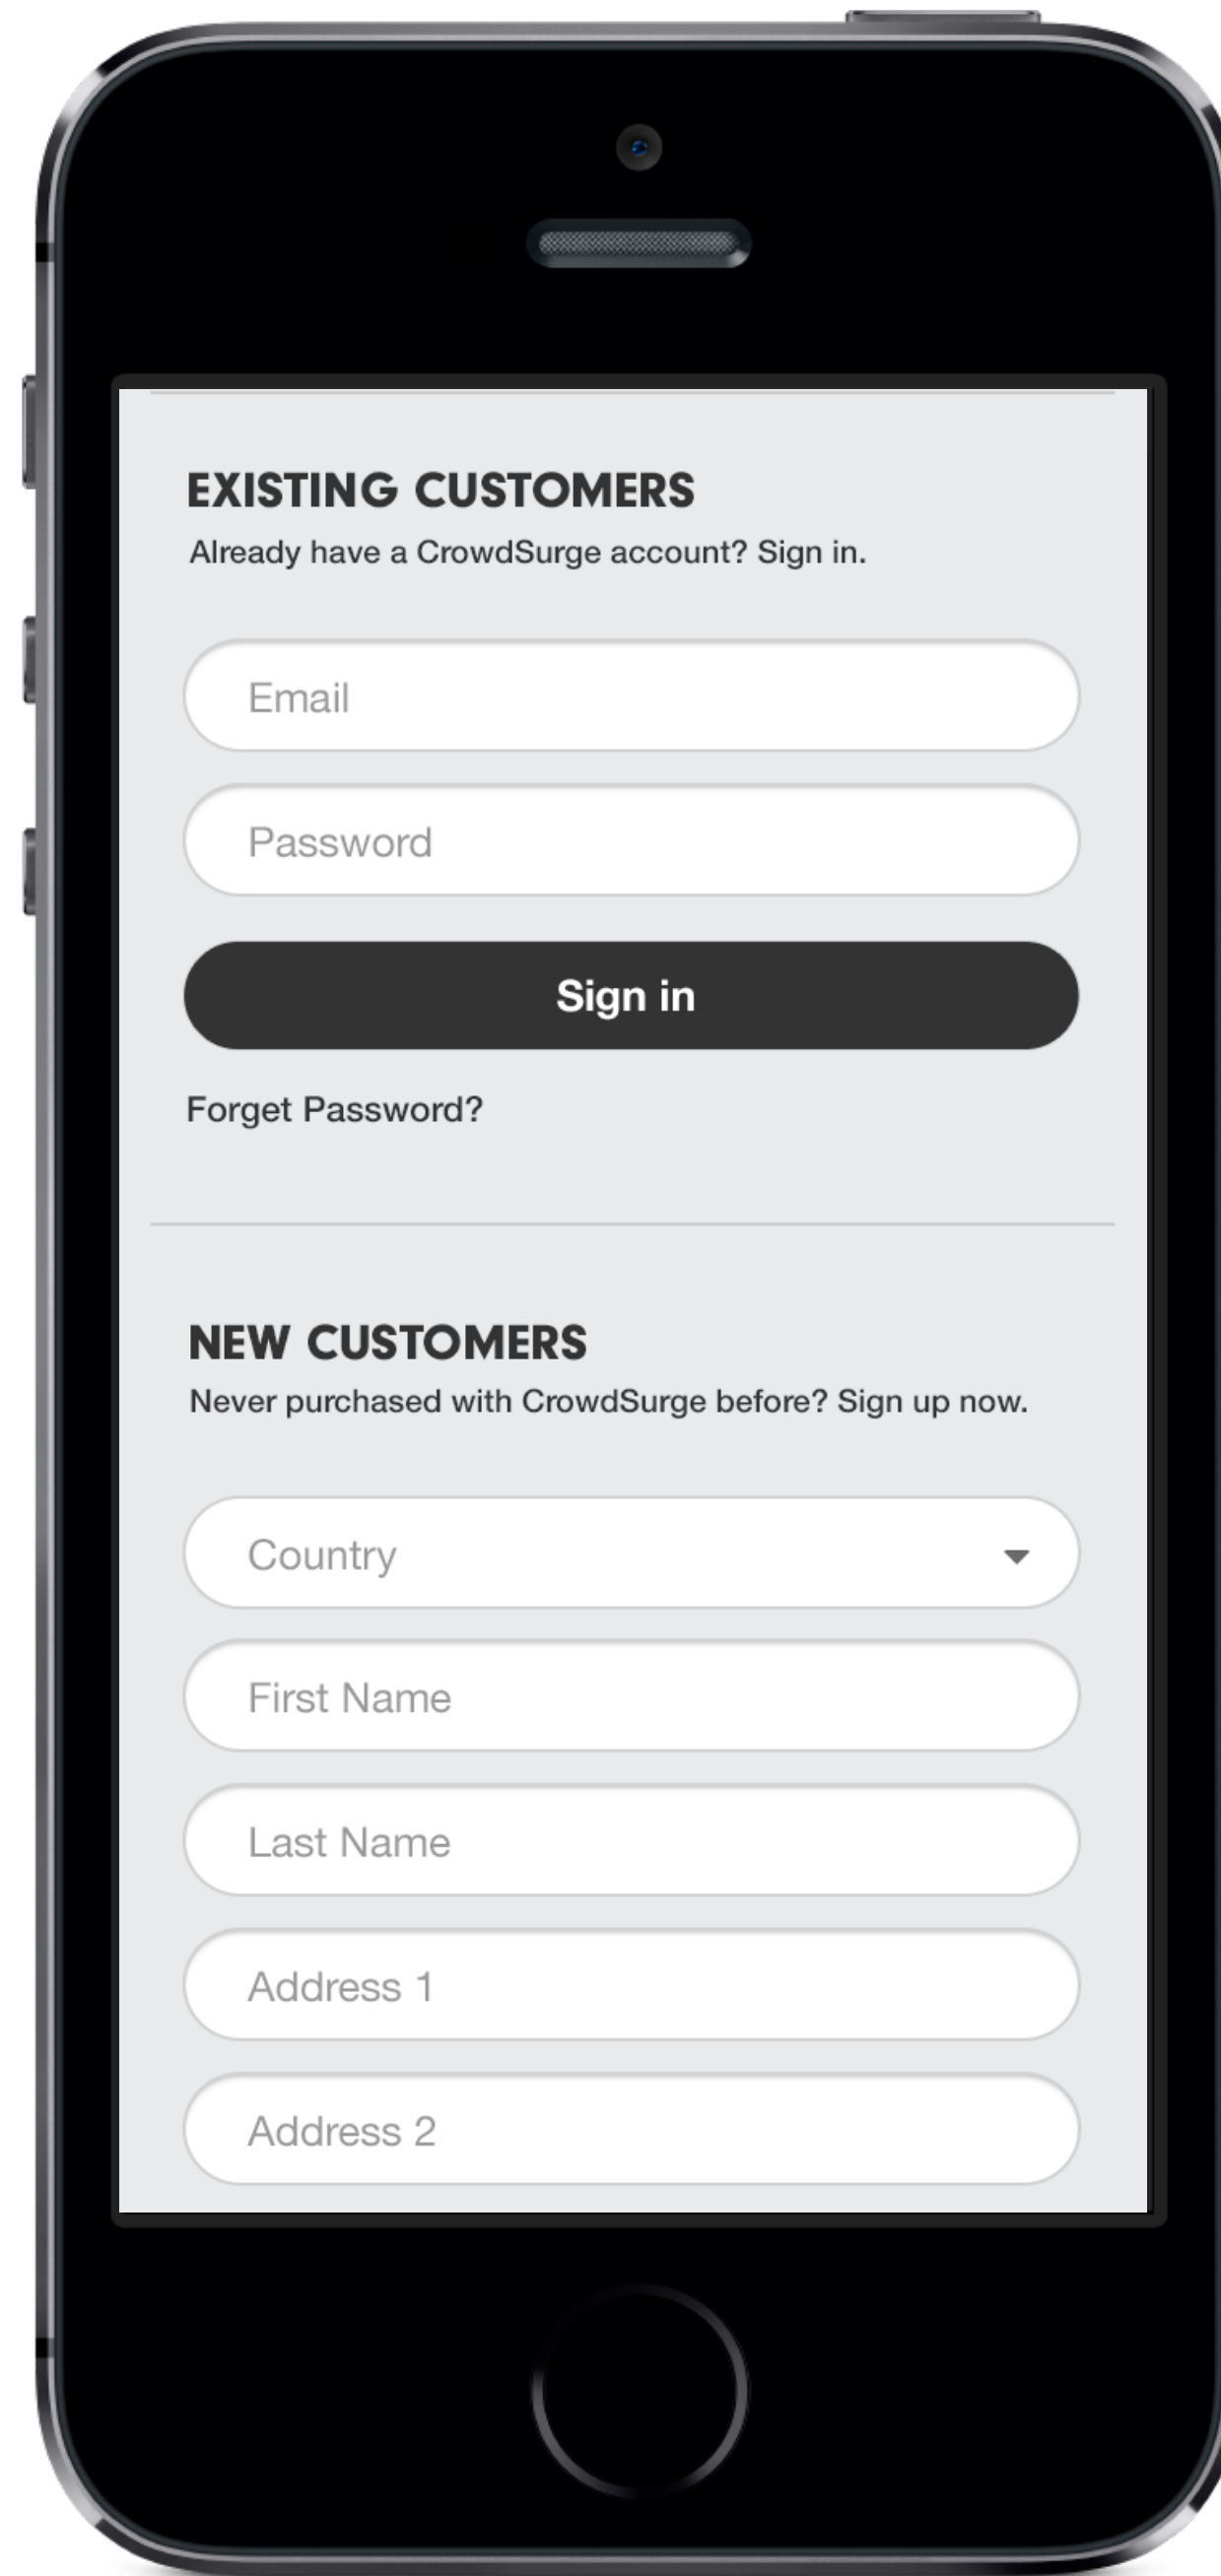 EXISTING CUSTOMERS
Already have a CrowdSurge account? Sign in.
Email
Password
Sign in
Forget Password?
NEW CUSTOMERS
Never purchased with CrowdSurge before? Sign up now.
Country
First Name
Last Name
Address 1
Address 2